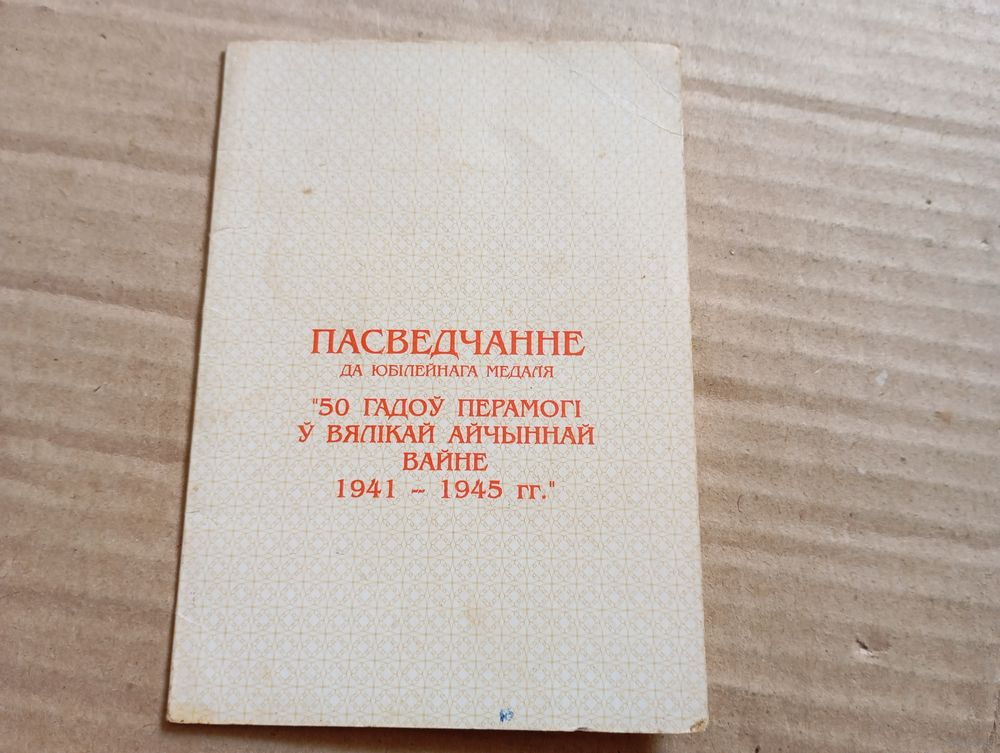 ПАСВЕДЧАННЕ
ДА ЮБІЛЕЙНАГА МЕДАЛЯ
"50 ГАДОЎ ПЕРАМОГІ
Ў ВЯЛІКАЙ АЙЧЫННАЙ
ВАЙНЕ
1941 – 1945 гг."